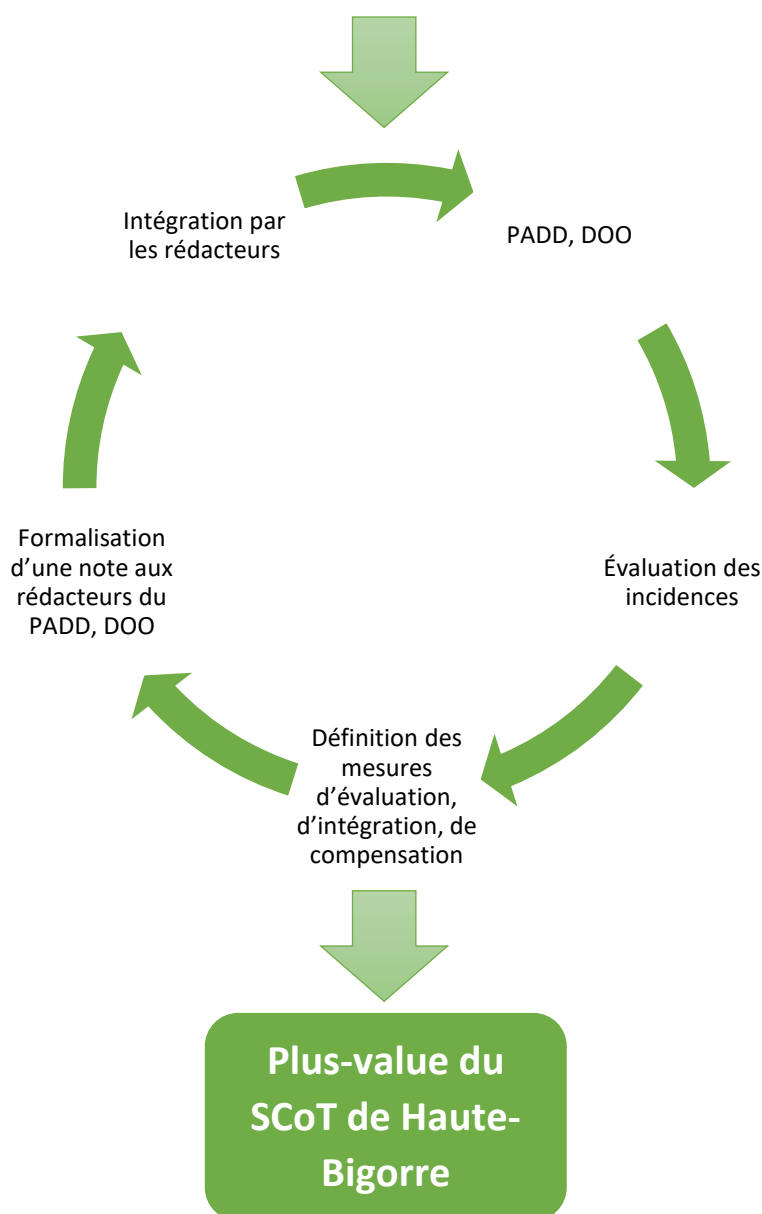 Intégration par
les rédacteurs
PADD, DOO
Évaluation des
incidences
Définition des
mesures
d’évaluation,
d’intégration, de
compensation
Formalisation
d’une note aux
rédacteurs du
PADD, DOO
Plus-value du
SCoT de Haute-
Bigorre